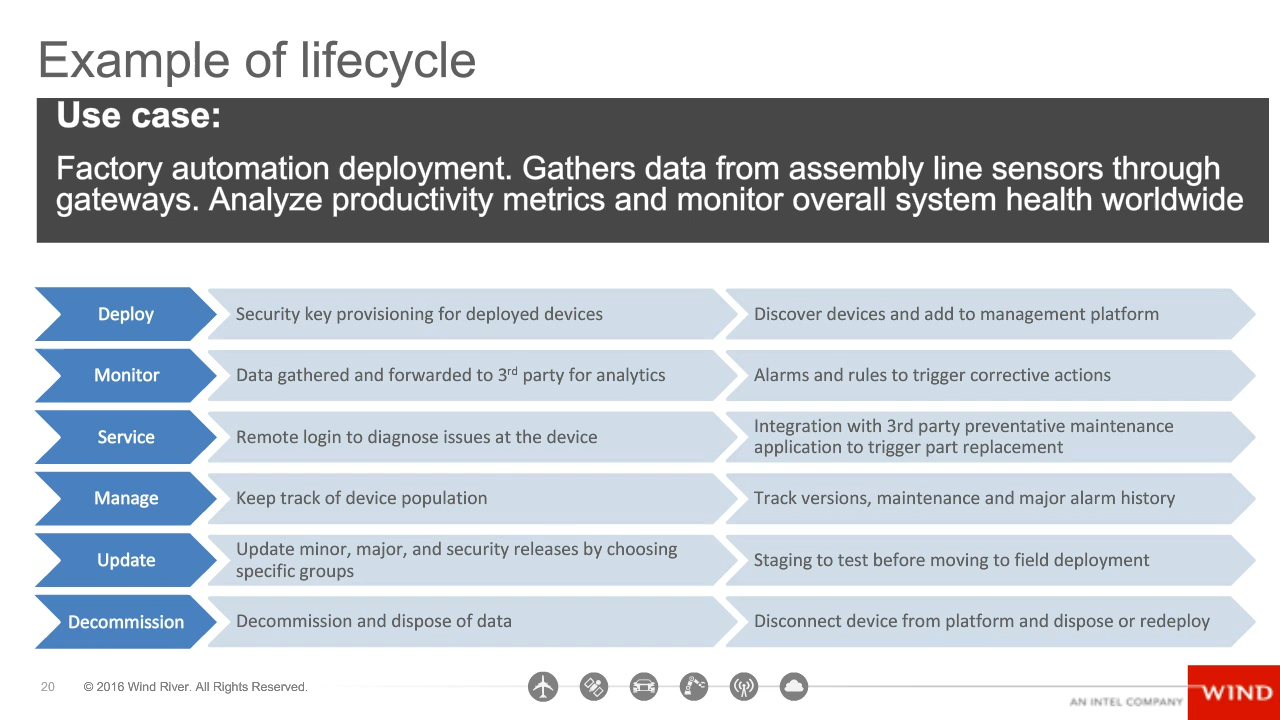 Example of lifecycle
Use case:
Factory automation deployment. Gathers data from assembly line sensors through
gateways. Analyze productivity metrics and monitor overall system health worldwide
Deploy
Security key provisioning for deployed devices
Discover devices and add to management platform
Monitor
Data gathered and forwarded to 3rd party for analytics
Alarms and rules to trigger corrective actions
Service
Remote login to diagnose issues at the device
Integration with 3rd party preventative maintenance
application to trigger part replacement
Manage
Keep track of device population
Track versions, maintenance and major alarm history
Update
Update minor, major, and security releases by choosing
specific groups
Staging to test before moving to field deployment
Decommission
Decommission and dispose of data
Disconnect device from platform and dispose or redeploy
20
© 2016 Wind River. All Rights Reserved.
AN INTEL COMPANY
WIND